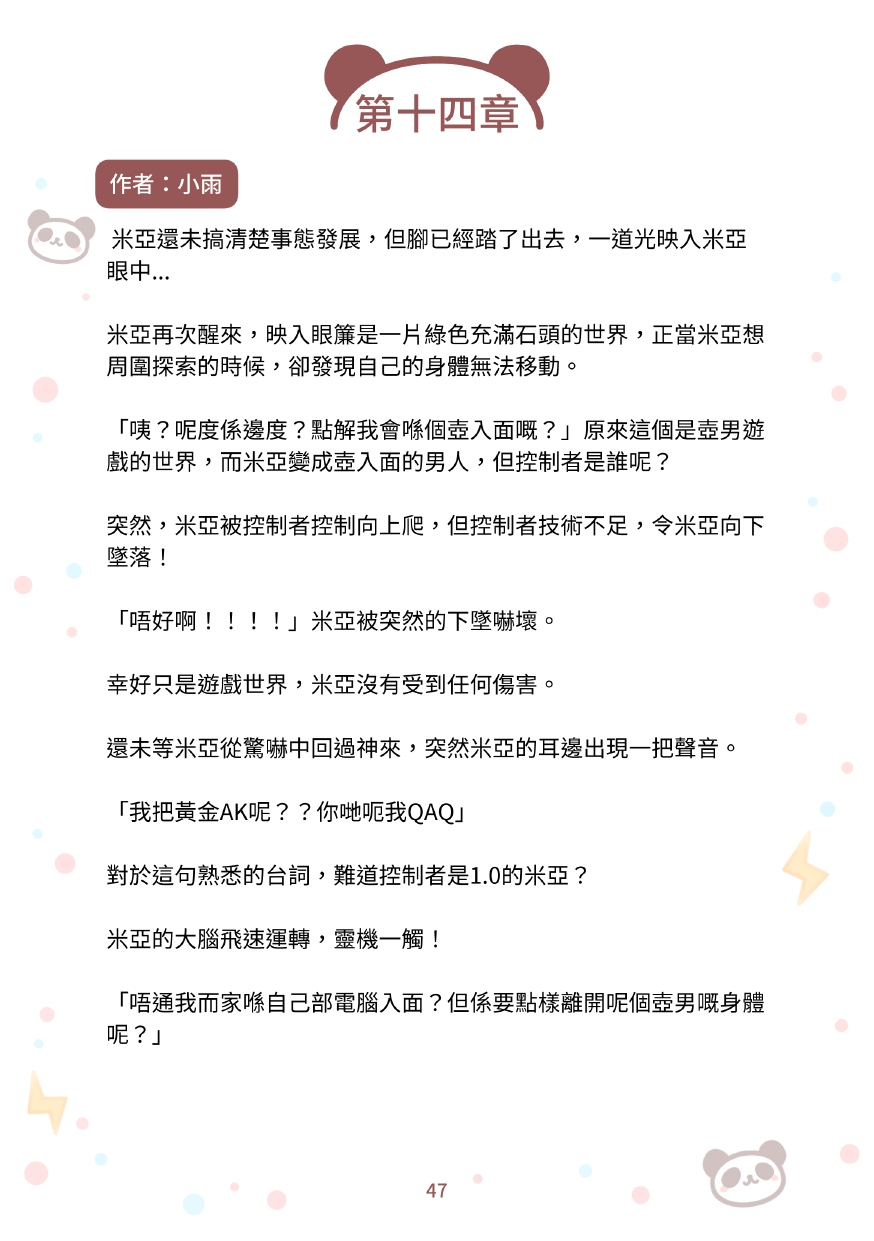 第十四章
作者：小雨
米亞還未搞清楚事態發展，但腳已經踏了出去，一道光映入米亞
眼中...
米亞再次醒來，映入眼簾是一片綠色充滿石頭的世界，正當米亞想
周圍探索的時候，卻發現自己的身體無法移動。
「咦？呢度係邊度？點解我會喺個壺入面嘅？」原來這個是壺男遊
戲的世界，而米亞變成壺入面的男人，但控制者是誰呢？
突然，米亞被控制者控制向上爬，但控制者技術不足，令米亞向下
墜落！
「唔好啊！！！！」米亞被突然的下墜嚇壞。
幸好只是遊戲世界，米亞沒有受到任何傷害。
還未等米亞從驚嚇中回過神來，突然米亞的耳邊出現一把聲音。
「我把黃金AK呢？？你哋呃我QAQ」
對於這句熟悉的台詞，難道控制者是1.0的米亞？
米亞的大腦飛速運轉，靈機一觸！
「唔通我而家喺自己部電腦入面？但係要點樣離開呢個壺男嘅身體
呢？」
47